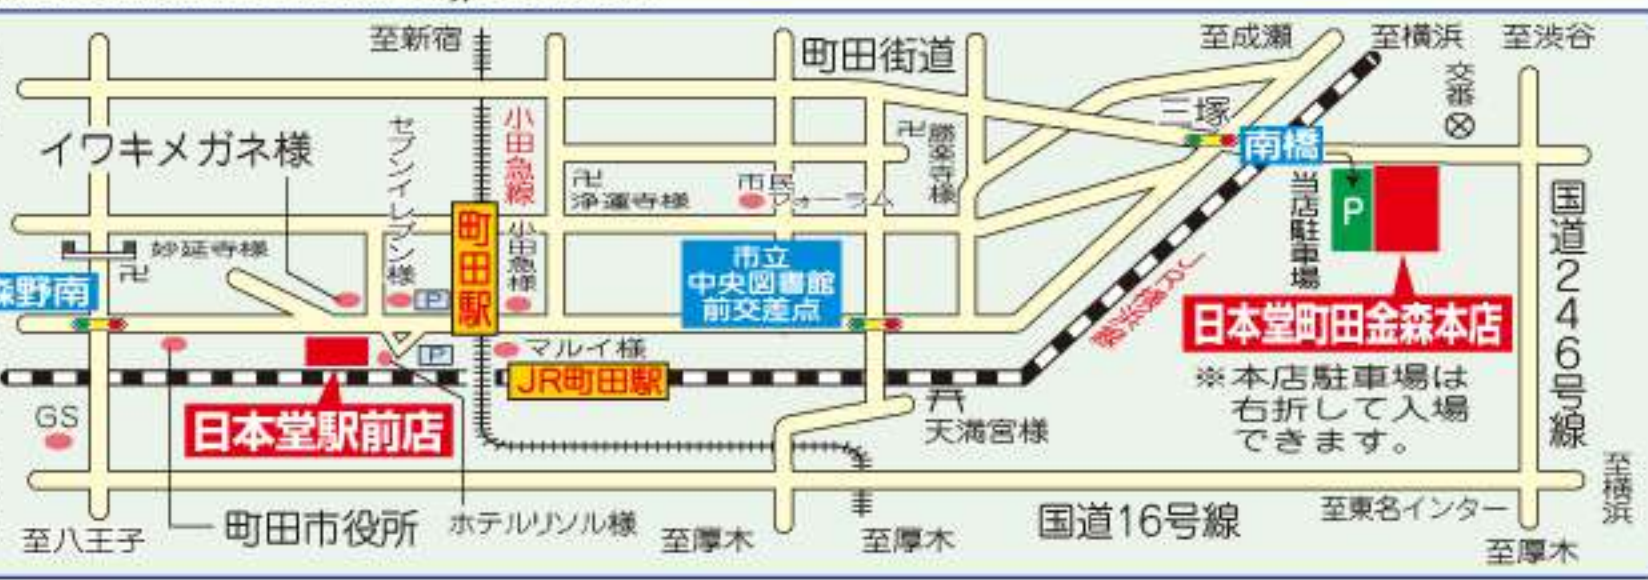 至新宿
町田街道
至成瀬
至横浜
至渋谷
交番
三塚
南橋
イワキメガネ様
セブンイレブン様
小田急線
卍
勝楽寺様
卍
浄運寺様
市民
フォーラム
当店駐車場
P
国道246号線
妙延寺様
卍
町田駅
小田急様
市立
中央図書館
前交差点
森野南
P
JR横浜線
日本堂町田金森本店
P
マルイ様
JR町田駅
※本店駐車場は
右折して入場
できます。
GS
日本堂駅前店
天満宮様
至横浜
町田市役所
ホテルリソル様
国道16号線
至東名インター
至八王子
至厚木
至厚木
至厚木